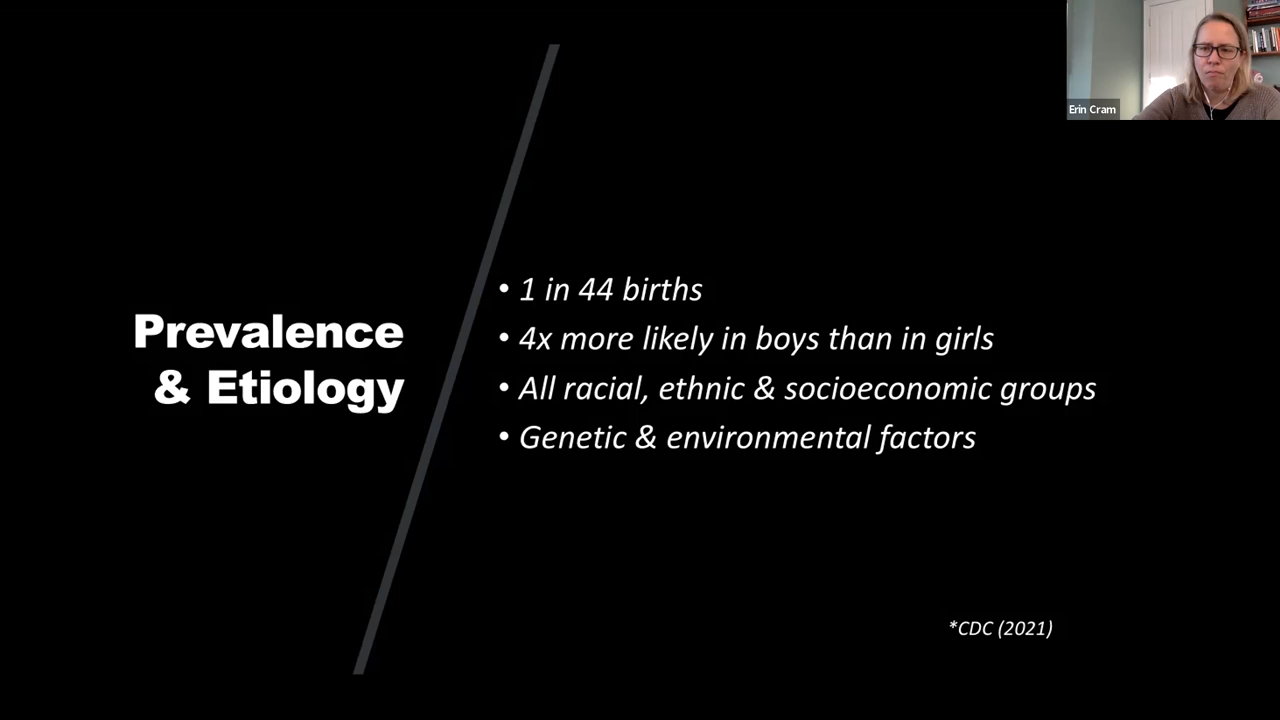 Erin Cram
Prevalence
& Etiology
• 1 in 44 births
• 4x more likely in boys than in girls
• All racial, ethnic & socioeconomic groups
• Genetic & environmental factors
*CDC (2021)